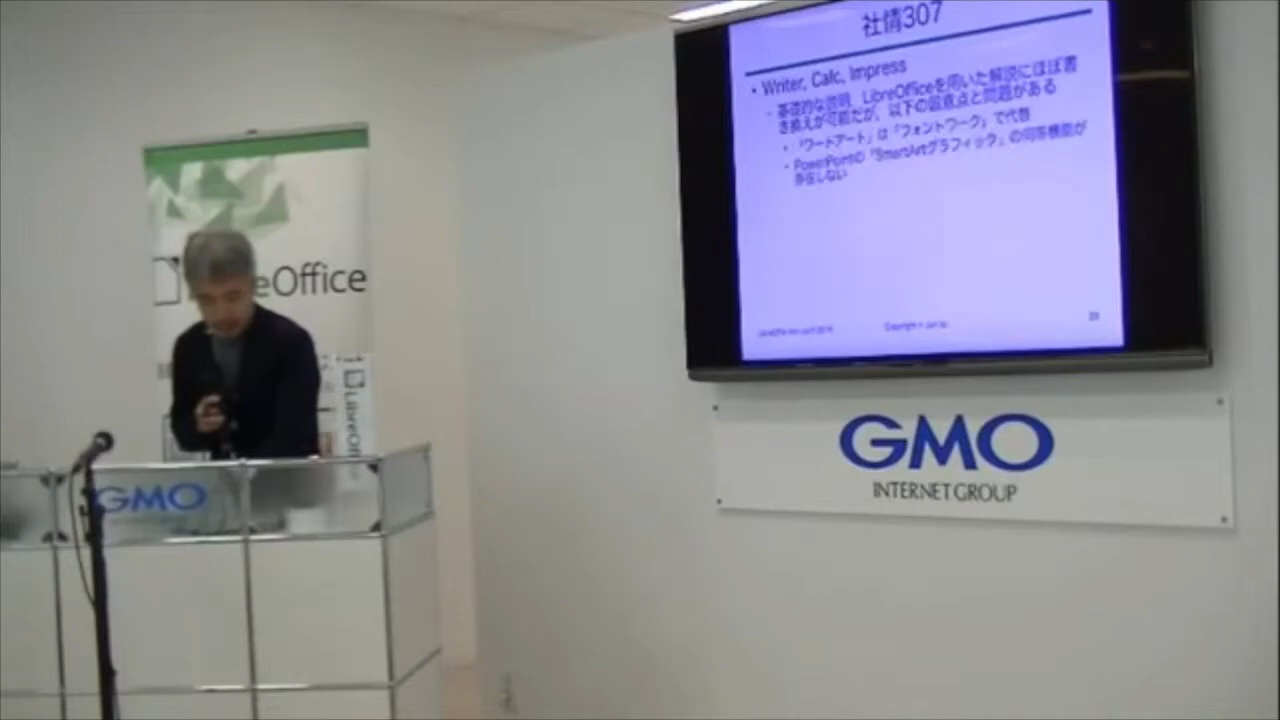 社情307
• Writer, Calc, Impress
- 基礎的な説明、LibreOfficeを用いた解説にほぼ書
き換えが可能だが、以下の留意点と問題がある
• 「ワードアート」は「フォントワーク」で代替
• PowerPointの「SmartArtグラフィック」の同等機能が
存在しない
eOffice
LibreOff
GMO
GMO
INTERNET GROUP